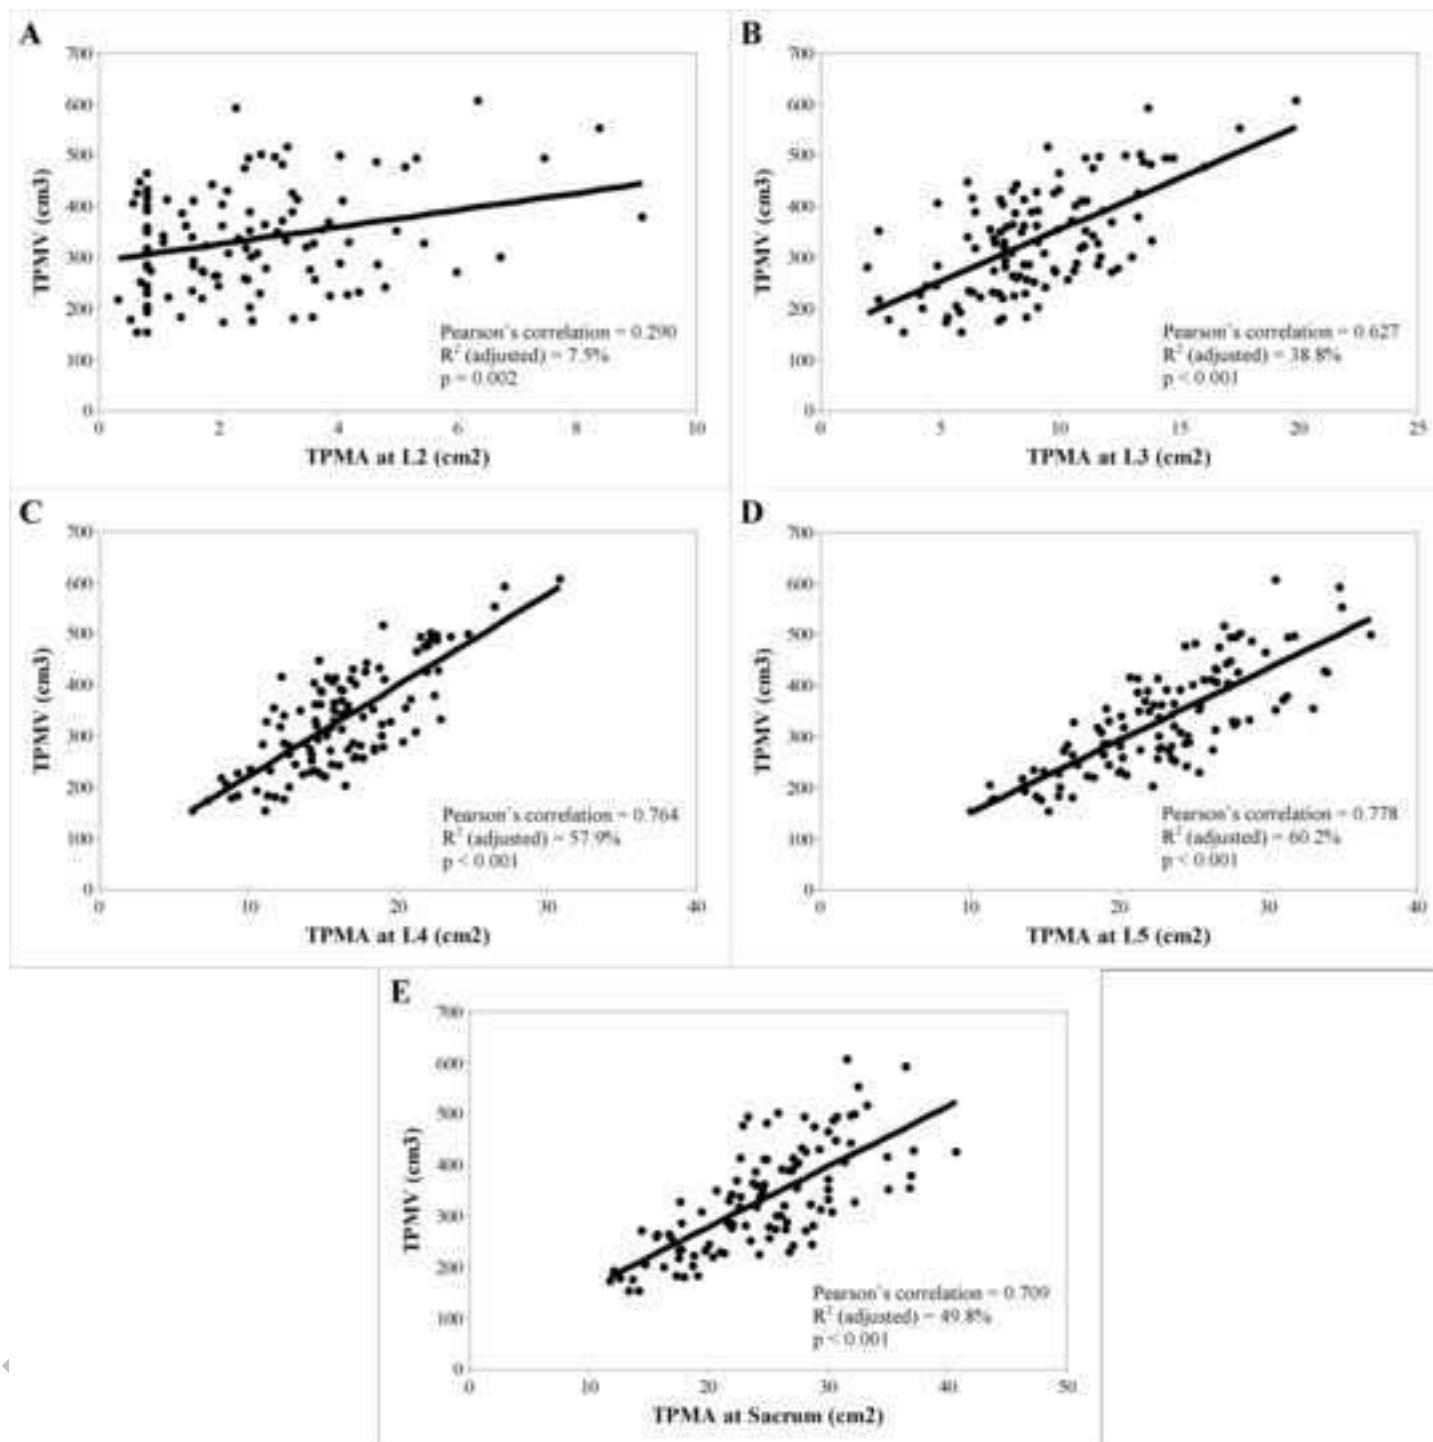 A
700
600
500
400
300
200
100
0
TPMV (cm3)
Pearson's correlation = 0.290
R² (adjusted) = 7.5%
p = 0.002
0 2 4 6 8 10
TPMA at L2 (cm2)
B
700
600
500
400
300
200
100
0
TPMV (cm3)
Pearson's correlation = 0.627
R² (adjusted) = 38.8%
p < 0.001
0 5 10 15 20 25
TPMA at L3 (cm2)
C
700
600
500
400
300
200
100
0
TPMV (cm3)
Pearson's correlation = 0.764
R² (adjusted) = 57.9%
p < 0.001
0 10 20 30 40
TPMA at L4 (cm2)
D
700
600
500
400
300
200
100
0
TPMV (cm3)
Pearson's correlation = 0.778
R² (adjusted) = 60.2%
p < 0.001
0 10 20 30 40
TPMA at L5 (cm2)
E
700
600
500
400
300
200
100
0
TPMV (cm3)
Pearson's correlation = 0.709
R² (adjusted) = 49.8%
p < 0.001
0 10 20 30 40 50
TPMA at Sacrum (cm2)